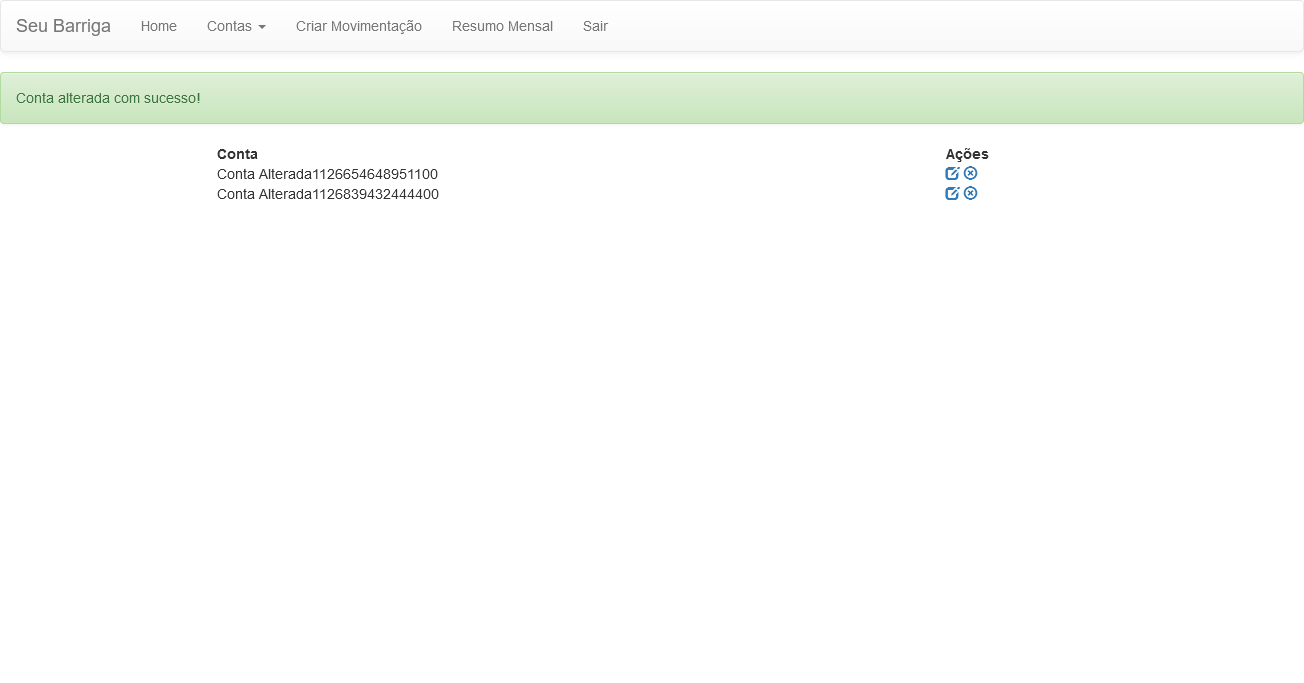 Seu Barriga Home Contas Criar Movimentação Resumo Mensal Sair
Conta alterada com sucesso!
Conta Ações
Conta Alterada1126654648951100
Conta Alterada1126839432444400